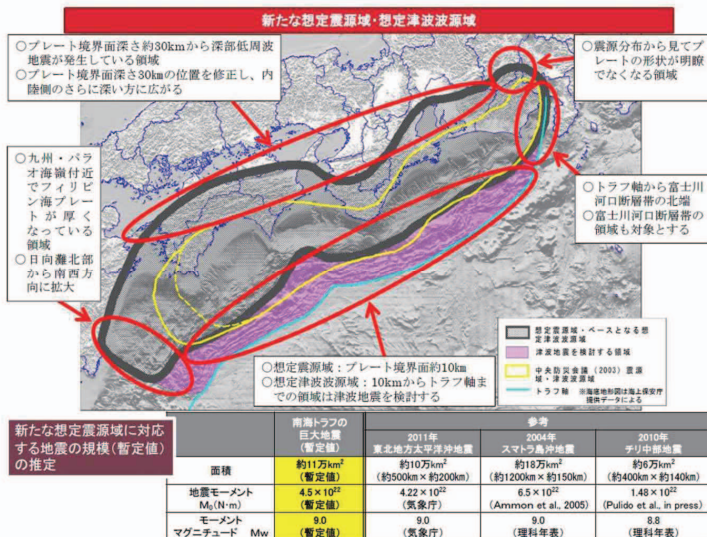 新たな想定震源域・想定津波波源域
○プレート境界面深さ約30kmから深部低周波
地震が発生している領域
○プレート境界面深さ30kmの位置を修正し、内
陸側のさらに深い方に広がる
○震源分布から見てプ
レートの形状が明瞭
でなくなる領域
○九州・パラ
オ海嶺付近
でフィリピ
ン海プレー
トが厚く
なっている
領域
○日向灘北部
から南西方
向に拡大
○トラフ軸から富士川
河口断層帯の北端
○富士川河口断層帯の
領域も対象とする
○想定震源域：プレート境界面約10km
○想定津波波源域：10kmからトラフ軸ま
での領域は津波地震を検討する
想定震源域・ベースとなる想
定津波波源域
津波地震を検討する領域
中央防災会議（2003）震源
域・津波波源域
トラフ軸 ※海底地形図は海上保安庁
提供データによる
新たな想定震源域に対応
する地震の規模（暫定値）
の推定
南海トラフの
巨大地震
（暫定値）
参考
2011年
東北地方太平洋沖地震
2004年
スマトラ島沖地震
2010年
チリ中部地震
面積
約11万km²
（暫定値）
約10万km²
（約500km×約200km）
約18万km²
（約1200km×約150km）
約6万km²
（約400km×約140km）
地震モーメント
M₀（N・m）
4.5×10²²
（暫定値）
4.22×10²²
（気象庁）
6.5×10²²
（Ammon et al., 2005）
1.48×10²²
（Pulido et al., in press）
モーメント
マグニチュード Mw
9.0
（暫定値）
9.0
（気象庁）
9.0
（理科年表）
8.8
（理科年表）